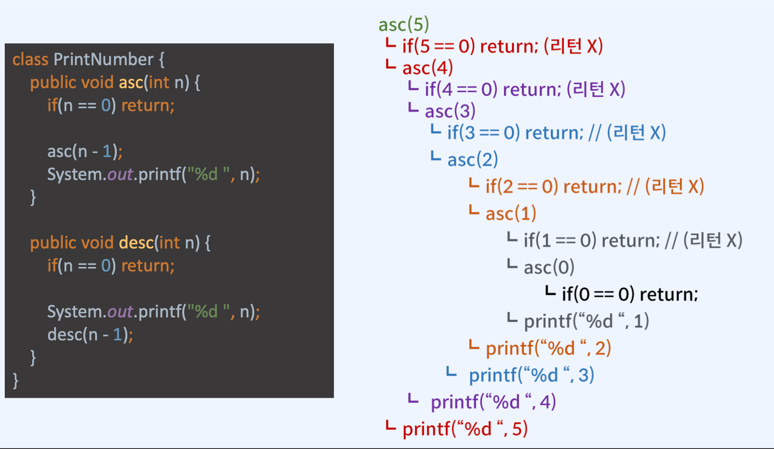 class PrintNumber {
public void asc(int n) {
if(n == 0) return;
asc(n - 1);
System.out.printf("%d ", n);
}
public void desc(int n) {
if(n == 0) return;
System.out.printf("%d ", n);
desc(n - 1);
}
}
asc(5)
┗ if(5 == 0) return; (리턴 X)
┗ asc(4)
┗ if(4 == 0) return; (리턴 X)
┗ asc(3)
┗ if(3 == 0) return; // (리턴 X)
┗ asc(2)
┗ if(2 == 0) return; // (리턴 X)
┗ asc(1)
┗ if(1 == 0) return; // (리턴 X)
┗ asc(0)
┗ if(0 == 0) return;
┗ printf(“%d “, 1)
┗ printf(“%d “, 2)
┗ printf(“%d “, 3)
┗ printf(“%d “, 4)
┗ printf(“%d “, 5)